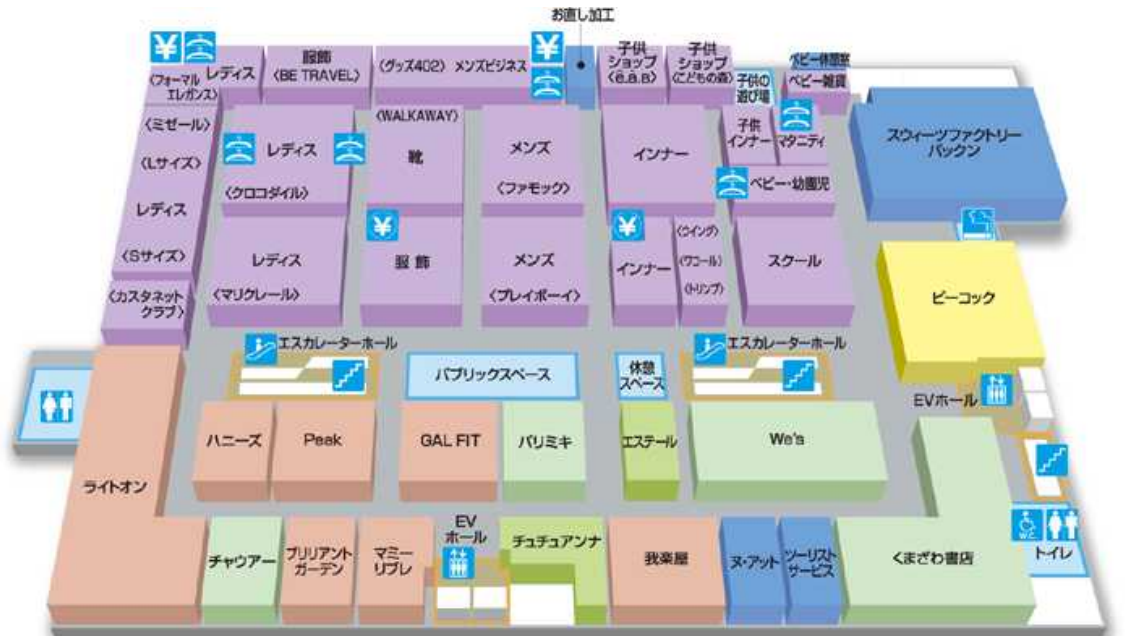 お直し加工
¥
〈フォーマル
エレガンス〉
レディス
服飾
〈BE TRAVEL〉
〈グッズ402〉 メンズビジネス
¥
子供
ショップ
〈e.a.B〉
子供
ショップ
〈こどもの森〉
子供の
遊び場
ベビー休憩室
ベビー雑貨
〈ミゼール〉
〈Lサイズ〉
レディス
〈Sサイズ〉
〈カスタネット
クラブ〉
レディス
〈クロコダイル〉
〈WALKAWAY〉
靴
メンズ
〈ファモック〉
インナー
子供
インナー
マタニティ
ベビー・幼園児
スウィーツファクトリー
パックン
レディス
〈マリクレール〉
¥
服飾
メンズ
〈プレイボーイ〉
¥
インナー
〈ウイング〉
〈ワコール〉
〈トリンプ〉
スクール
ピーコック
エスカレーターホール
パブリックスペース
休憩
スペース
エスカレーターホール
EVホール
ライトオン
ハニーズ
Peak
GAL FIT
パリミキ
エステール
We's
チャウアー
ブリリアント
ガーデン
マミー
リブレ
EV
ホール
チュチュアンナ
我楽屋
ヌ・アット
ツーリスト
サービス
くまざわ書店
W.C.
トイレ